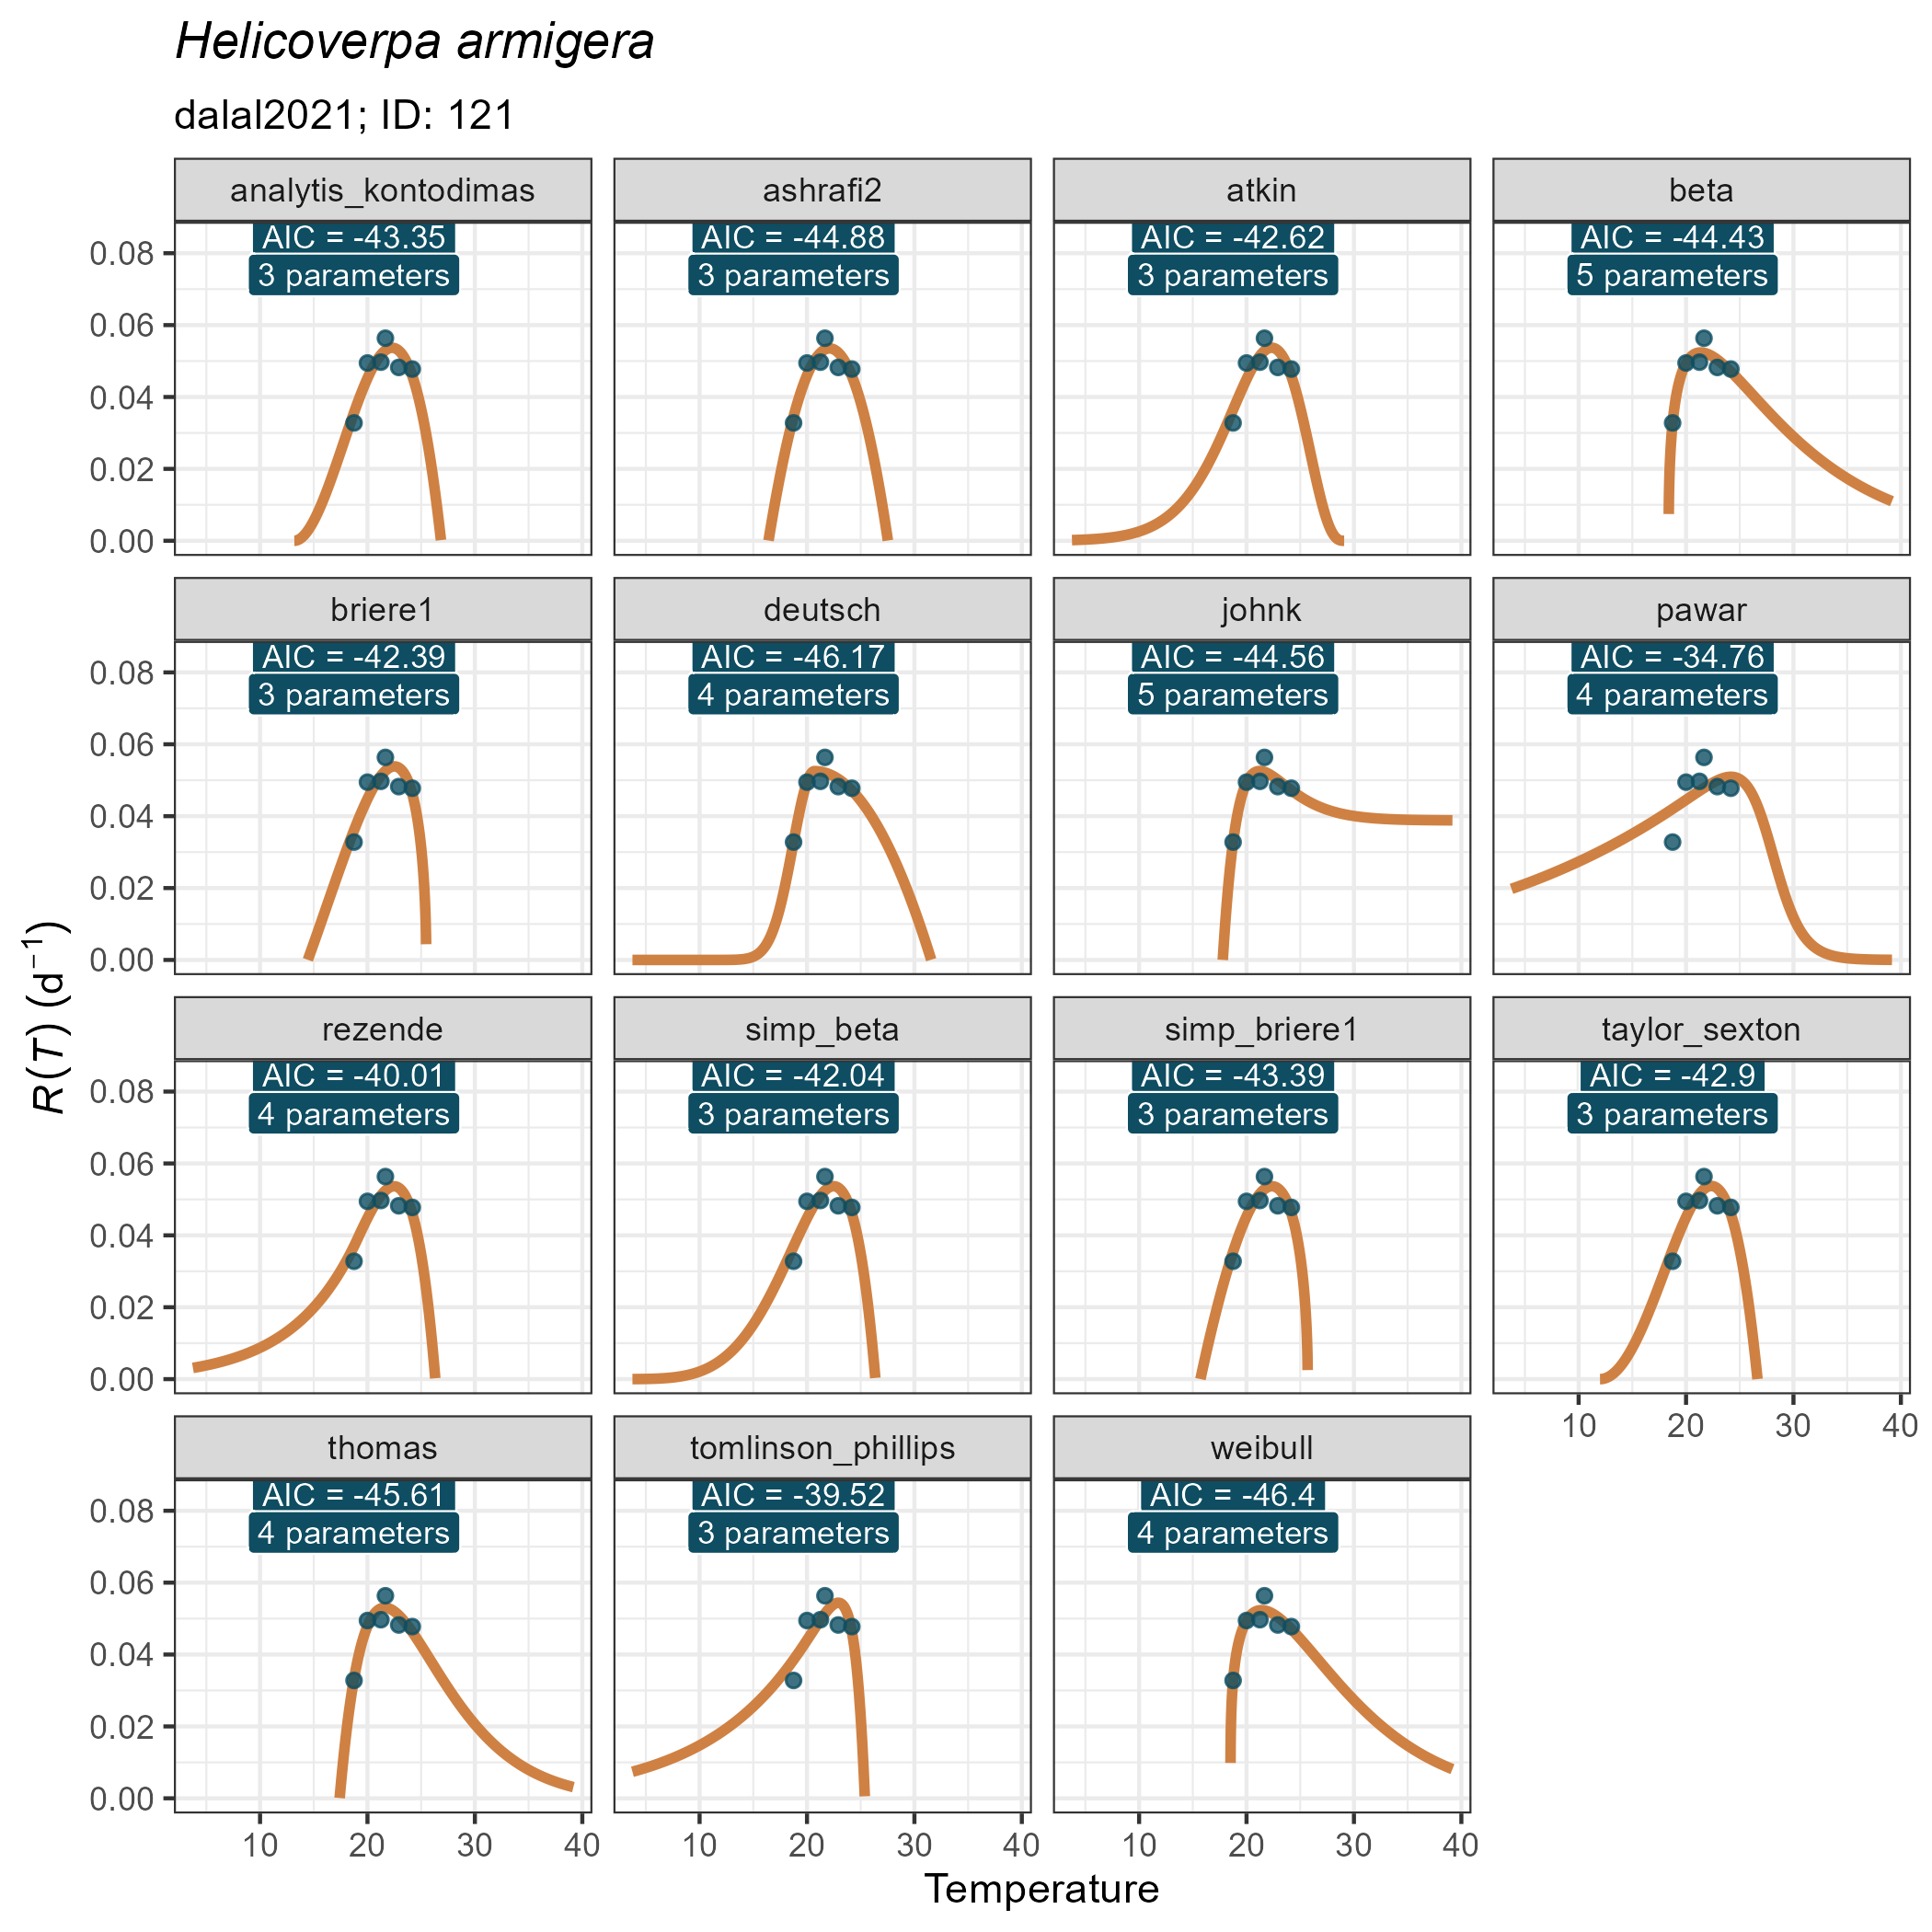 Helicoverpa armigera
dalal2021; ID: 121
analytis_kontodimas ashrafi2 atkin beta
AIC = -43.35 AIC = -44.88 AIC = -42.62 AIC = -44.43
3 parameters 3 parameters 3 parameters 5 parameters
0.08
0.06
0.04
0.02
0.00
briere1 deutsch johnk pawar
AIC = -42.39 AIC = -46.17 AIC = -44.56 AIC = -34.76
3 parameters 4 parameters 5 parameters 4 parameters
0.08
0.06
0.04
0.02
0.00
R(T) (d⁻¹)
rezende simp_beta simp_briere1 taylor_sexton
AIC = -40.01 AIC = -42.04 AIC = -43.39 AIC = -42.9
4 parameters 3 parameters 3 parameters 3 parameters
0.08
0.06
0.04
0.02
0.00
10 20 30 40
thomas tomlinson_phillips weibull
AIC = -45.61 AIC = -39.52 AIC = -46.4
4 parameters 3 parameters 4 parameters
0.08
0.06
0.04
0.02
0.00
10 20 30 40 10 20 30 40 10 20 30 40
Temperature